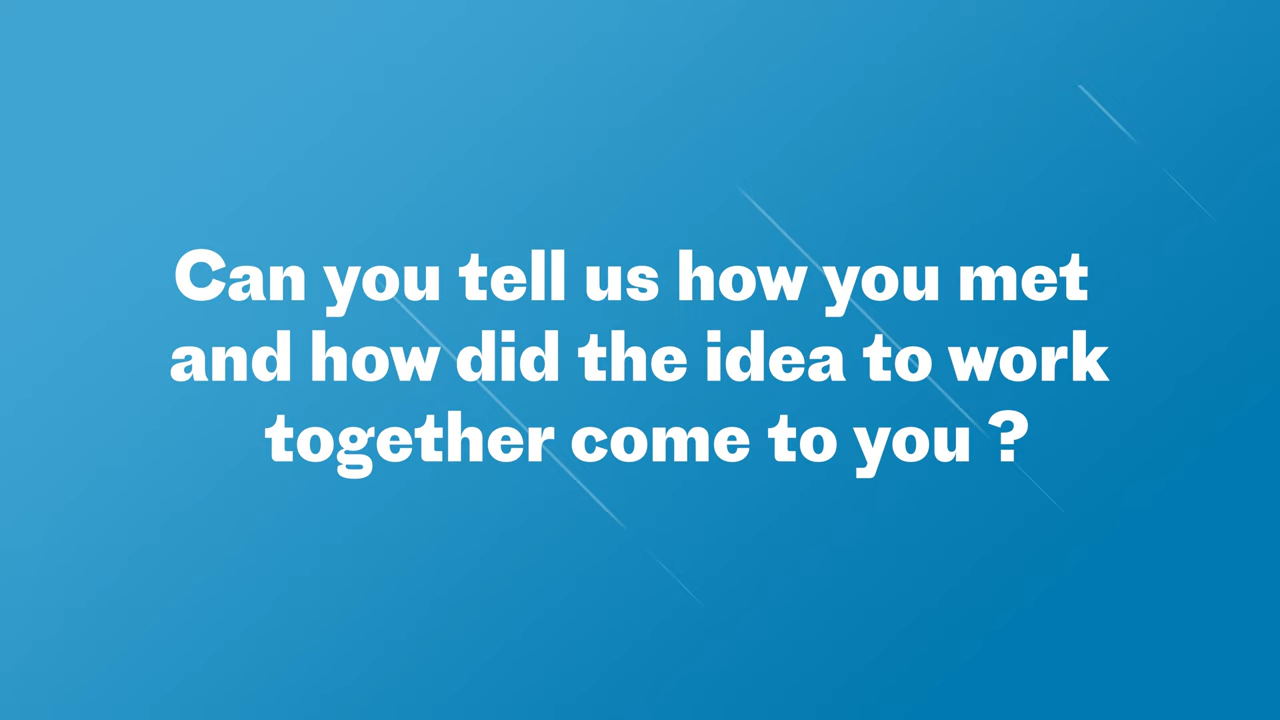 Can you tell us how you met
and how did the idea to work
together come to you ?